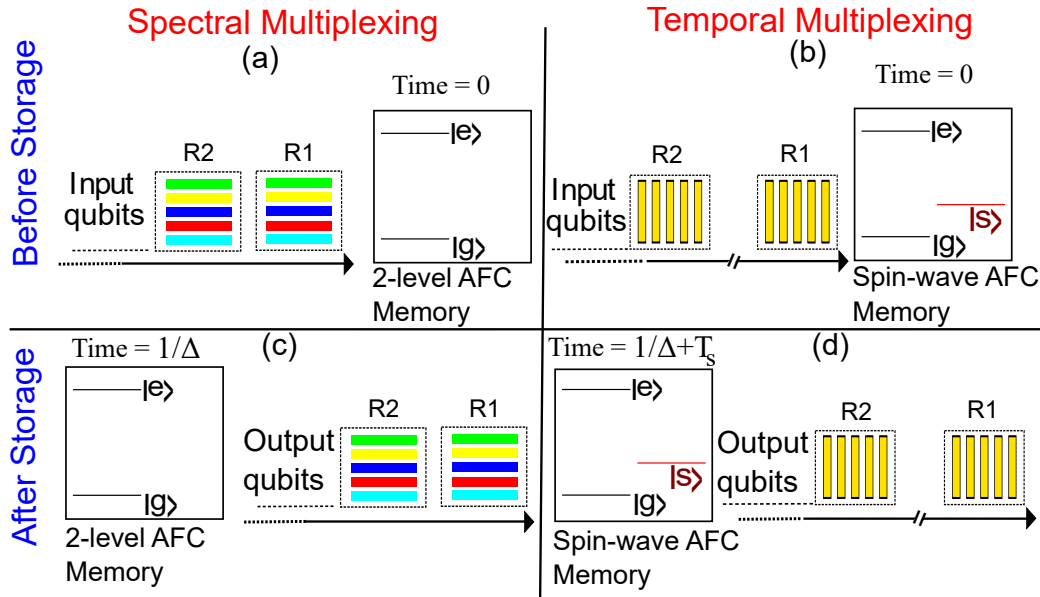 Spectral Multiplexing
Temporal Multiplexing
Before Storage
(a)
Time = 0
|e>
R2
R1
Input
qubits
|g>
2-level AFC
Memory
(b)
Time = 0
|e>
R2
R1
Input
qubits
|s>
|g>
Spin-wave AFC
Memory
After Storage
Time = 1/Δ
(c)
|e>
R2
R1
Output
qubits
|g>
2-level AFC
Memory
Time = 1/Δ+Ts
(d)
|e>
R2
R1
Output
qubits
|s>
|g>
Spin-wave AFC
Memory